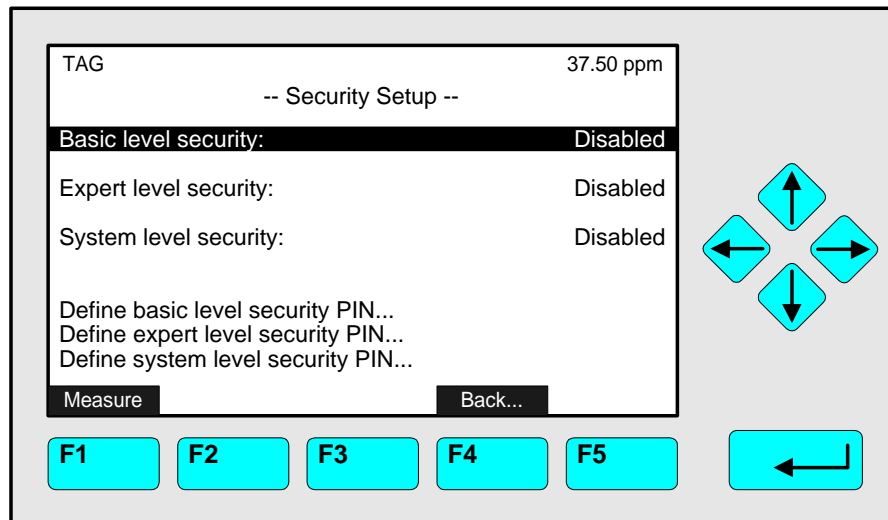 TAG 37.50 ppm
-- Security Setup --
Basic level security: Disabled
Expert level security: Disabled
System level security: Disabled
Define basic level security PIN...
Define expert level security PIN...
Define system level security PIN...
Measure Back...
F1 F2 F3 F4 F5